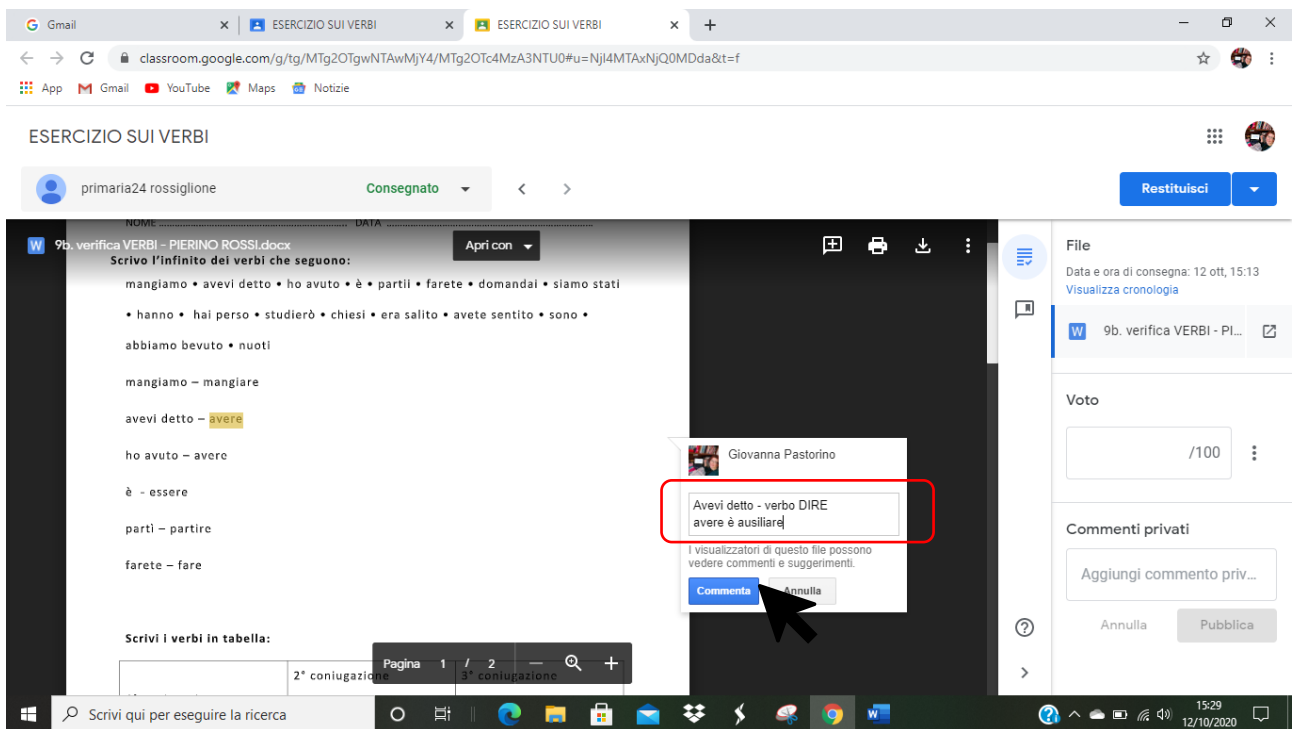 Gmail
ESERCIZIO SUI VERBI
ESERCIZIO SUI VERBI
classroom.google.com/g/tg/MTg2OTgwNTAwMjY4/MTg2OTc4MzA3NTU0#u=NjI4MTAxNjQ0MDda&t=f
App Gmail YouTube Maps Notizie
ESERCIZIO SUI VERBI
primaria24 rossiglione
Consegnato
Restituisci
NOME DATA
9b. verifica VERBI - PIERINO ROSSI.docx
Apri con
Scrivo l'infinito dei verbi che seguono:
mangiamo • avevi detto • ho avuto • è • partii • farete • domandai • siamo stati
• hanno • hai perso • studierò • chiesi • era salito • avete sentito • sono •
abbiamo bevuto • nuoti
mangiamo – mangiare
avevi detto – avere
ho avuto – avere
è - essere
partì – partire
farete – fare
Scrivi i verbi in tabella:
2° coniugazione
3° coniugazione
Pagina 1 / 2
Giovanna Pastorino
Avevi detto - verbo DIRE
avere è ausiliare
I visualizzatori di questo file possono
vedere commenti e suggerimenti.
Commenta
Annulla
File
Data e ora di consegna: 12 ott, 15:13
Visualizza cronologia
W 9b. verifica VERBI - PI...
Voto
/100
Commenti privati
Aggiungi commento priv...
Annulla
Pubblica
Scrivi qui per eseguire la ricerca
15:29
12/10/2020